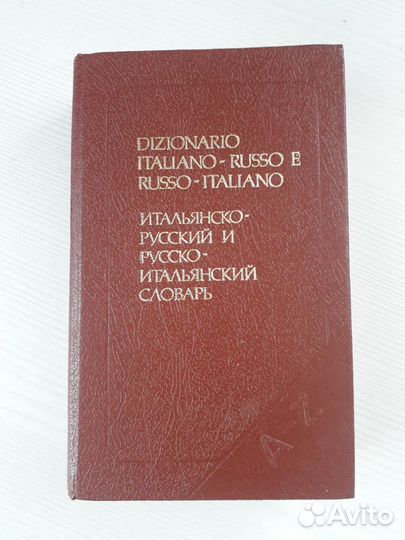 DIZIONARIO
ITALIANO-RUSSO E
RUSSO-ITALIANO
ИТАЛЬЯНСКО-
РУССКИЙ И
РУССКО-
ИТАЛЬЯНСКИЙ
СЛОВАРЬ
A-Z
Avito